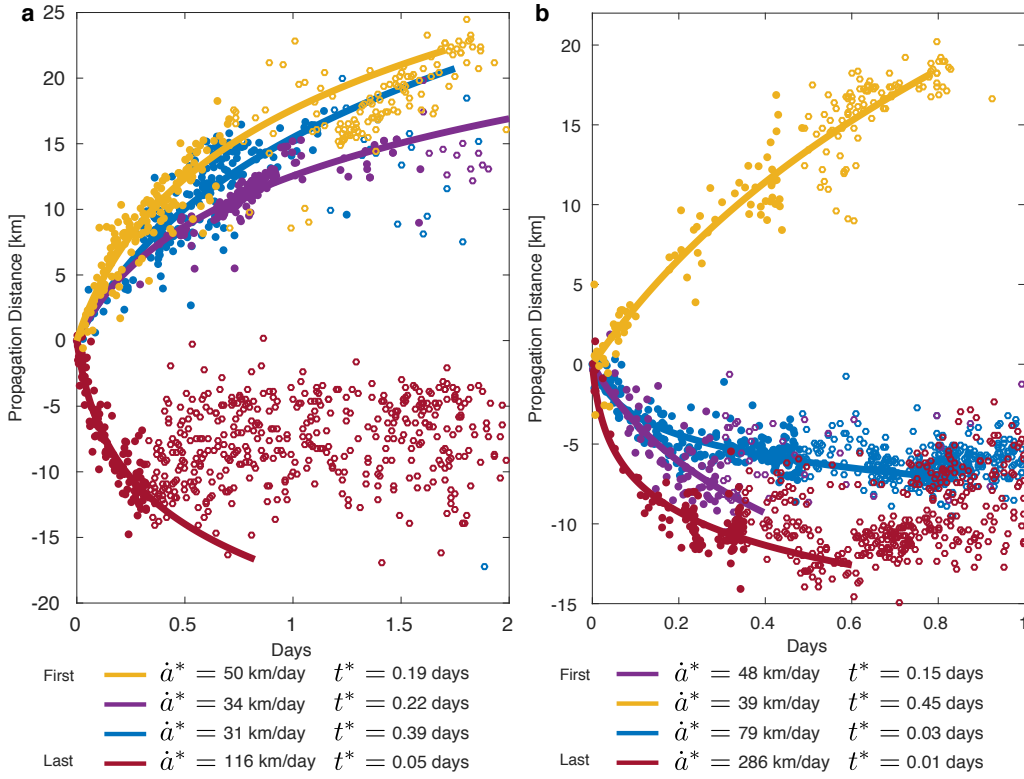 a
25
20
15
10
5
0
-5
-10
-15
-20
Propagation Distance [km]
0 0.5 1 1.5 2
Days
First ȧ* = 50 km/day t* = 0.19 days
ȧ* = 34 km/day t* = 0.22 days
ȧ* = 31 km/day t* = 0.39 days
Last ȧ* = 116 km/day t* = 0.05 days
b
20
15
10
5
0
-5
-10
-15
Propagation Distance [km]
0 0.2 0.4 0.6 0.8 1
Days
First ȧ* = 48 km/day t* = 0.15 days
ȧ* = 39 km/day t* = 0.45 days
ȧ* = 79 km/day t* = 0.03 days
Last ȧ* = 286 km/day t* = 0.01 days